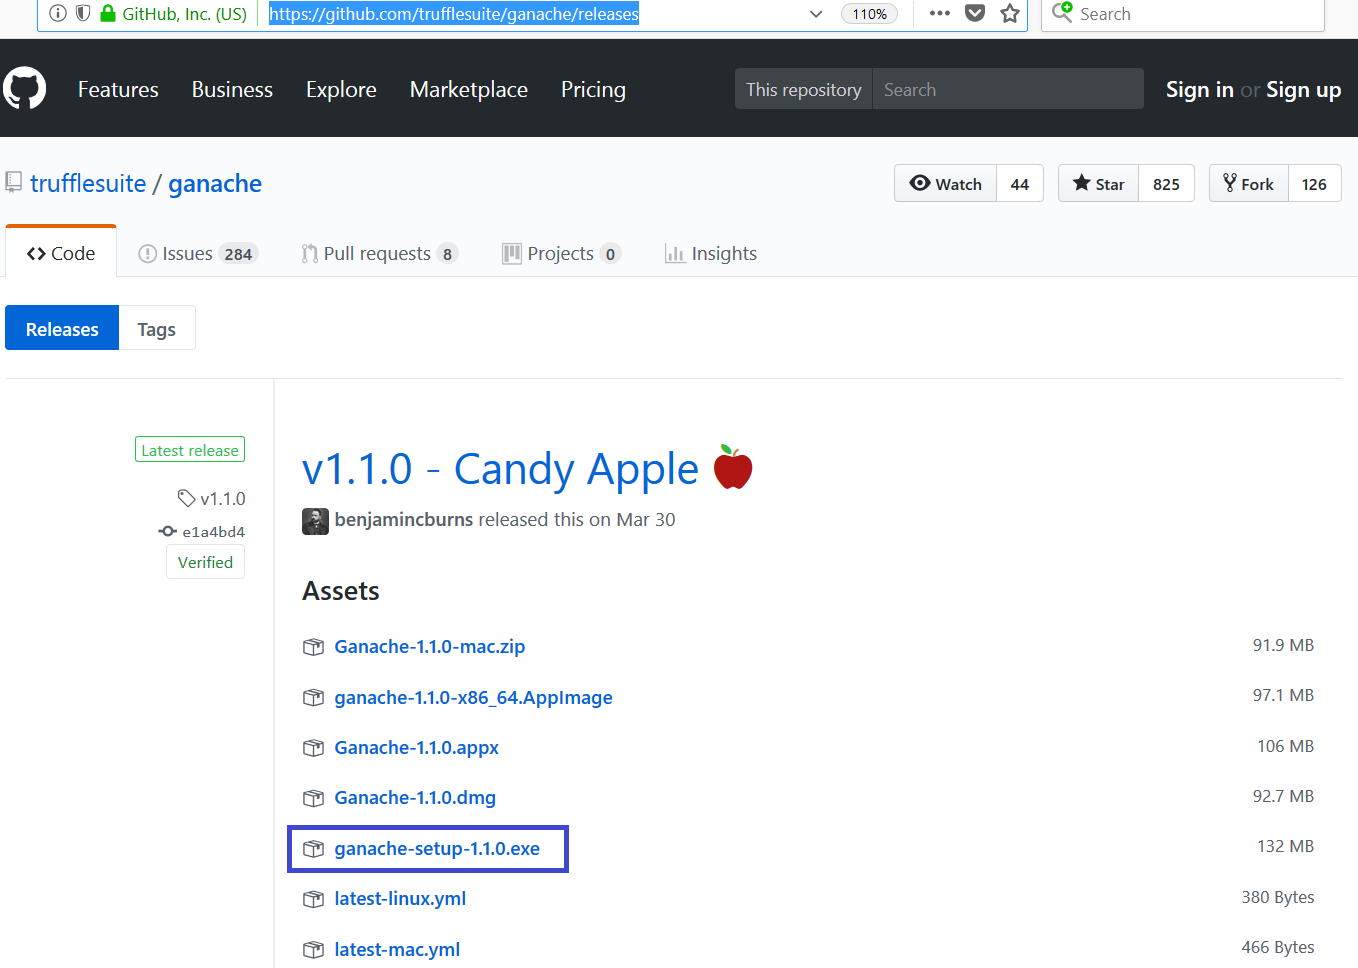 GitHub, Inc. (US) https://github.com/trufflesuite/ganache/releases 110% Search
Features Business Explore Marketplace Pricing This repository Search Sign in or Sign up
trufflesuite / ganache Watch 44 Star 825 Fork 126
Code Issues 284 Pull requests 8 Projects 0 Insights
Releases Tags
Latest release
v1.1.0
e1a4bd4
Verified
v1.1.0 - Candy Apple
benjamincburns released this on Mar 30
Assets
Ganache-1.1.0-mac.zip 91.9 MB
ganache-1.1.0-x86_64.AppImage 97.1 MB
Ganache-1.1.0.appx 106 MB
Ganache-1.1.0.dmg 92.7 MB
ganache-setup-1.1.0.exe 132 MB
latest-linux.yml 380 Bytes
latest-mac.yml 466 Bytes